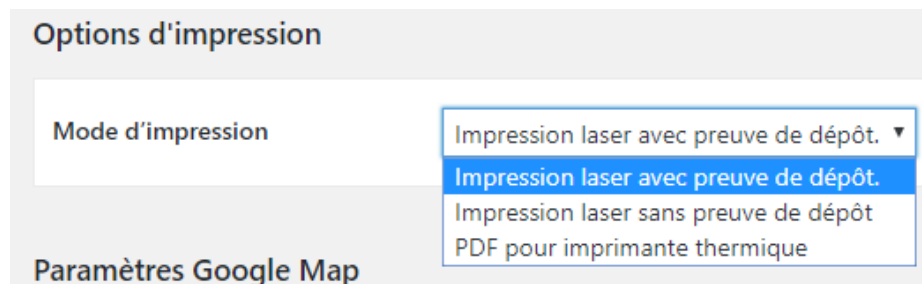 Options d'impression
Mode d’impression
Impression laser avec preuve de dépôt.
Impression laser avec preuve de dépôt.
Impression laser sans preuve de dépôt
PDF pour imprimante thermique
Paramètres Google Map